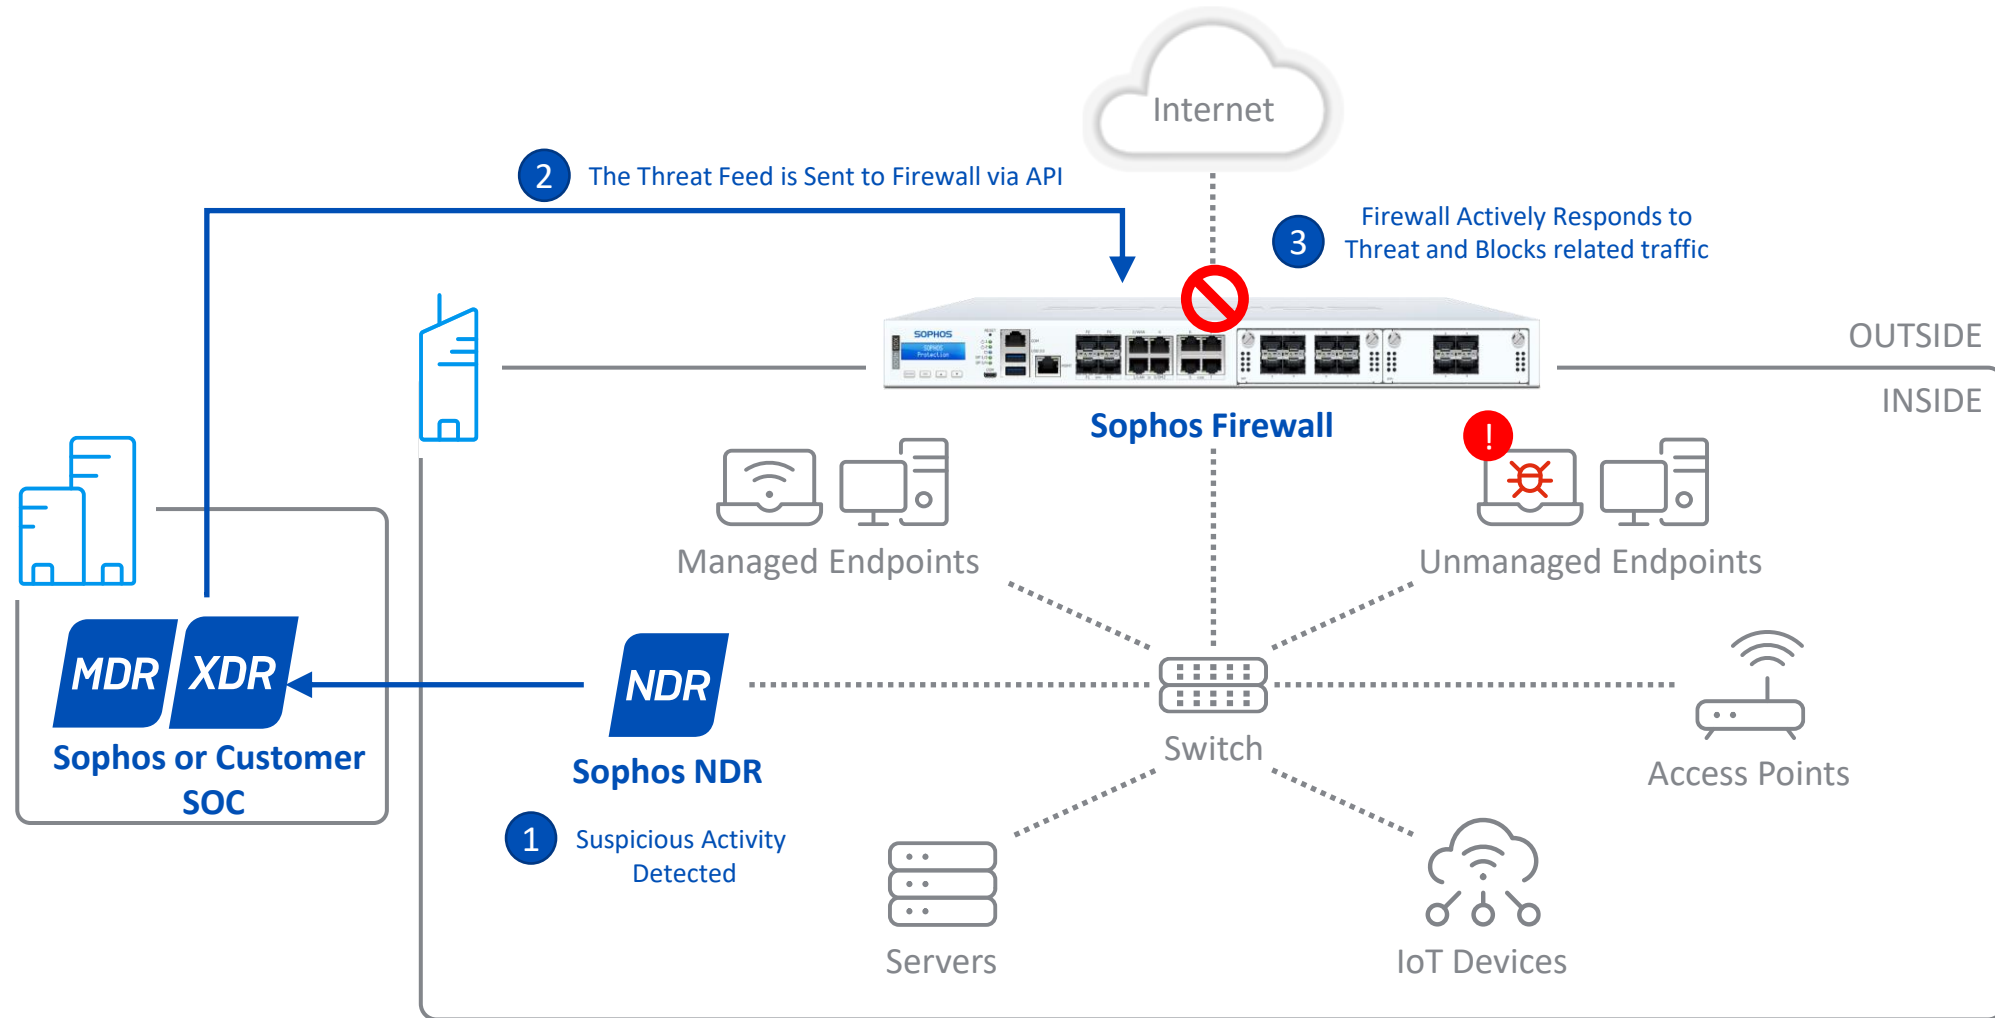 Internet
2
The Threat Feed is Sent to Firewall via API
3
Firewall Actively Responds to
Threat and Blocks related traffic
SOPHOS
SOPHOS
Protection
OUTSIDE
INSIDE
Sophos Firewall
!
Managed Endpoints
Unmanaged Endpoints
MDR
XDR
NDR
Sophos or Customer
SOC
Sophos NDR
Switch
Access Points
1
Suspicious Activity
Detected
Servers
IoT Devices